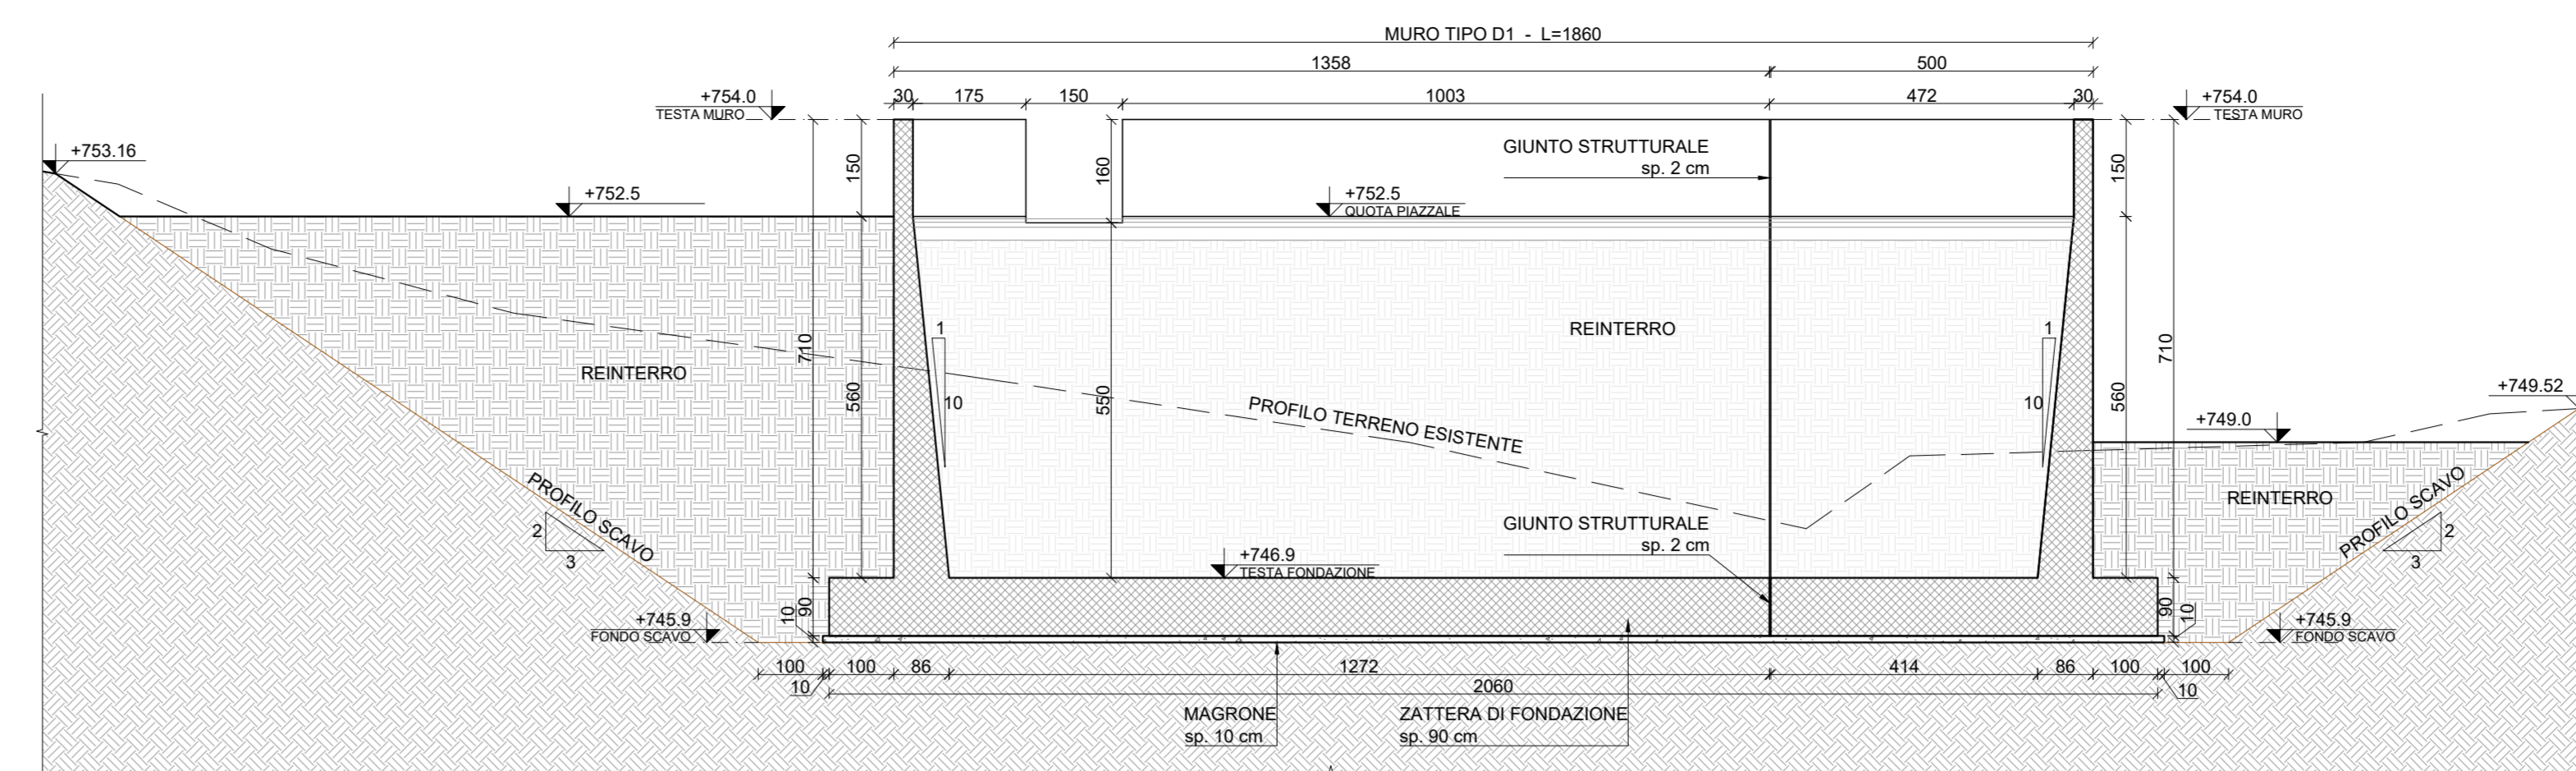 MURO TIPO D1 - L=1860
1358
500
30
175
150
1003
472
30
+754.0
TESTA MURO
+754.0
TESTA MURO
+753.16
+752.5
150
160
GIUNTO STRUTTURALE
sp. 2 cm
+752.5
QUOTA PIAZZALE
150
710
REINTERRO
560
1
10
550
PROFILO TERRENO ESISTENTE
REINTERRO
1
10
560
710
+749.52
+749.0
REINTERRO
PROFILO SCAVO
2
3
PROFILO SCAVO
2
3
GIUNTO STRUTTURALE
sp. 2 cm
+746.9
TESTA FONDAZIONE
10
90
90
10
+745.9
FONDO SCAVO
+745.9
FONDO SCAVO
100
10
100
86
1272
414
86
100
10
100
2060
MAGRONE
sp. 10 cm
ZATTERA DI FONDAZIONE
sp. 90 cm